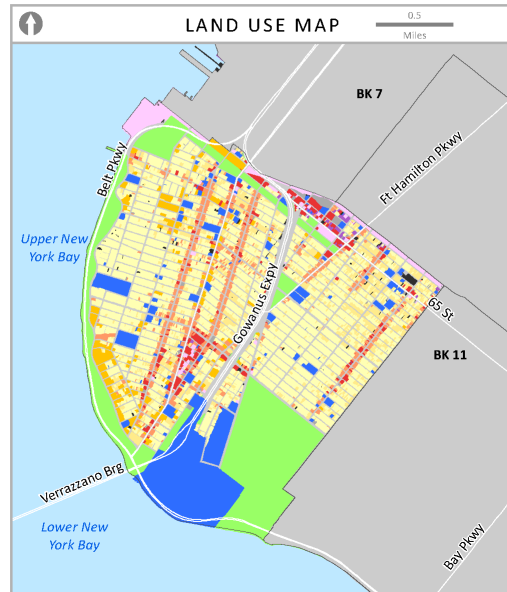 LAND USE MAP
0.5
Miles
BK 7
Ft Hamilton Pkwy
Belt Pkwy
Upper New
York Bay
Gowanus Expy
65 St
BK 11
Verrazzano Brg
Lower New
York Bay
Bay Pkwy